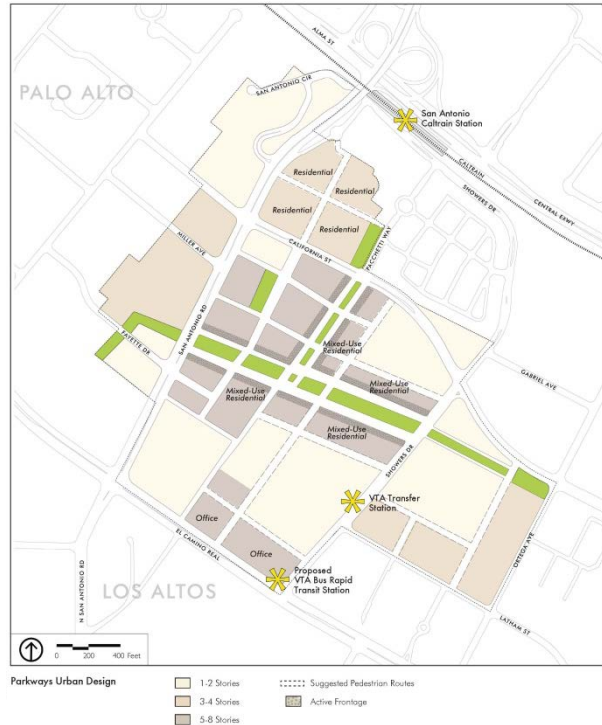 ALMA ST
PALO ALTO
SAN ANTONIO CIR
San Antonio
Caltrain Station
CALTRAIN
CENTRAL EXWY
SHOWERS DR
Residential
Residential
Residential
Residential
PACCHETTI WAY
MILLER AVE
CALIFORNIA ST
SAN ANTONIO RD
FAYETTE DR
Mixed-Use
Residential
GABRIEL AVE
Mixed-Use
Residential
Mixed-Use
Residential
Mixed-Use
Residential
SHOWERS DR
VTA Transfer
Station
Office
Office
ORTEGA AVE
EL CAMINO REAL
Proposed
VTA Bus Rapid
Transit Station
LOS ALTOS
N SAN ANTONIO RD
LATHAM ST
0 200 400 Feet
Parkways Urban Design
1-2 Stories
3-4 Stories
5-8 Stories
Suggested Pedestrian Routes
Active Frontage